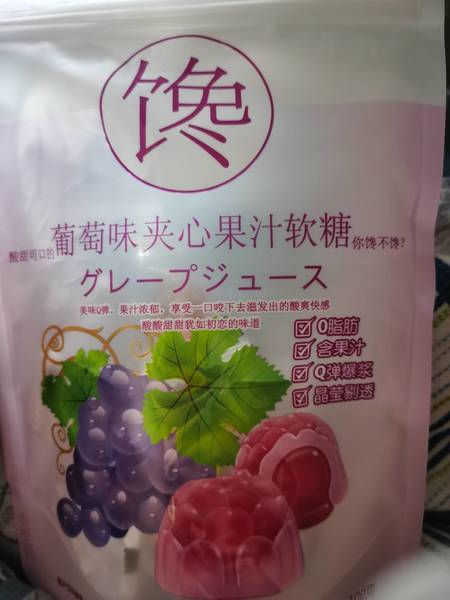 馋
酸甜可口的葡萄味夹心果汁软糖你馋不馋?
グレープジュース
美味Q弹,果汁浓郁,享受一口咬下去滋发出的酸爽快感
酸酸甜甜犹如初恋的味道
0脂肪
含果汁
Q弹爆浆
晶莹剔透